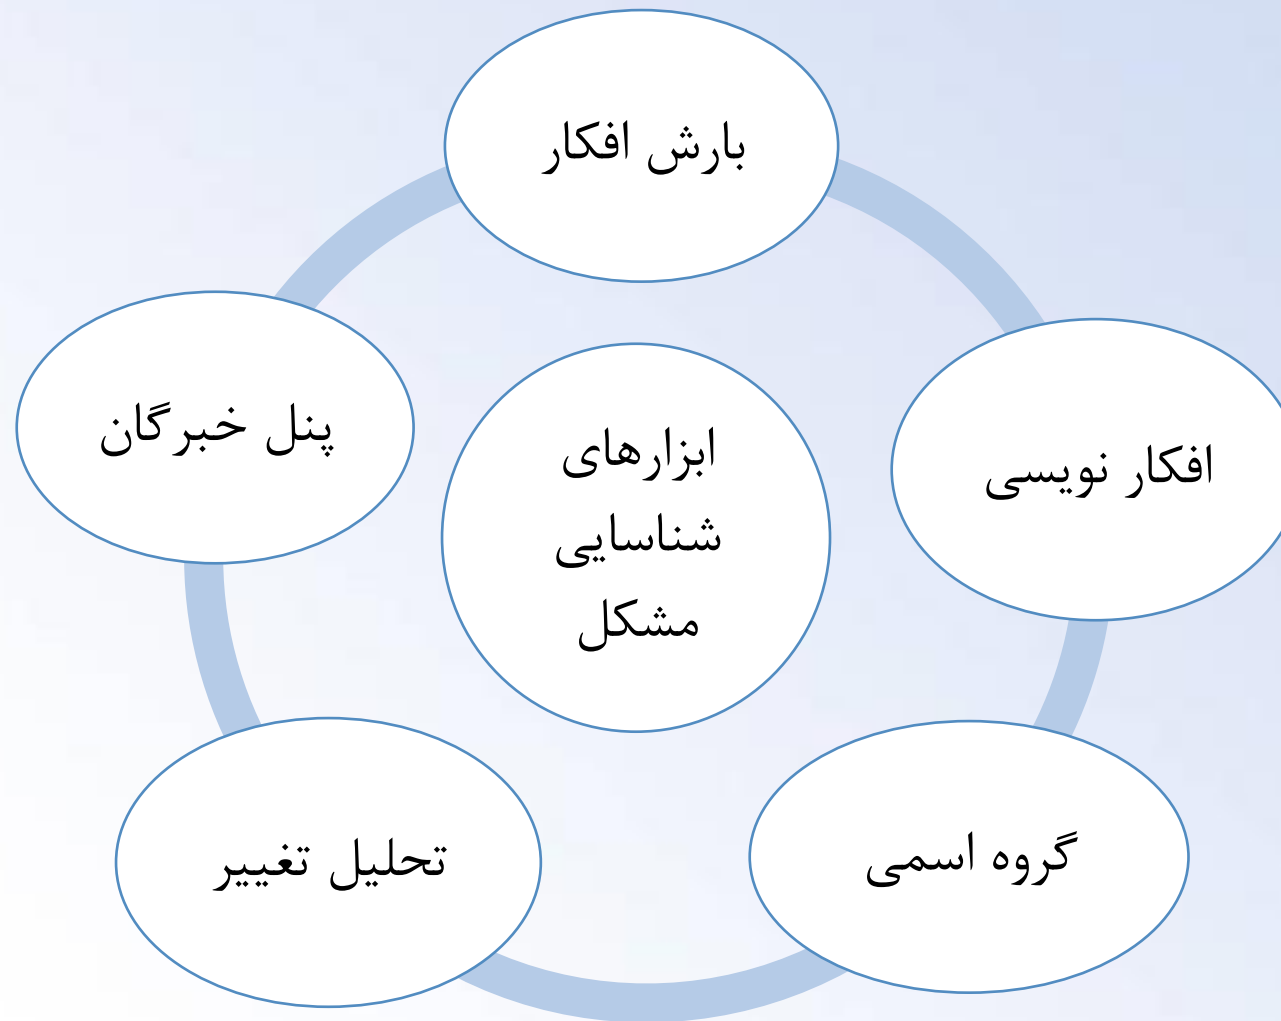 بارش افکار
افکار نویسی
گروه اسمی
تحلیل تغییر
پنل خبرگان
ابزارهای
شناسایی
مشکل